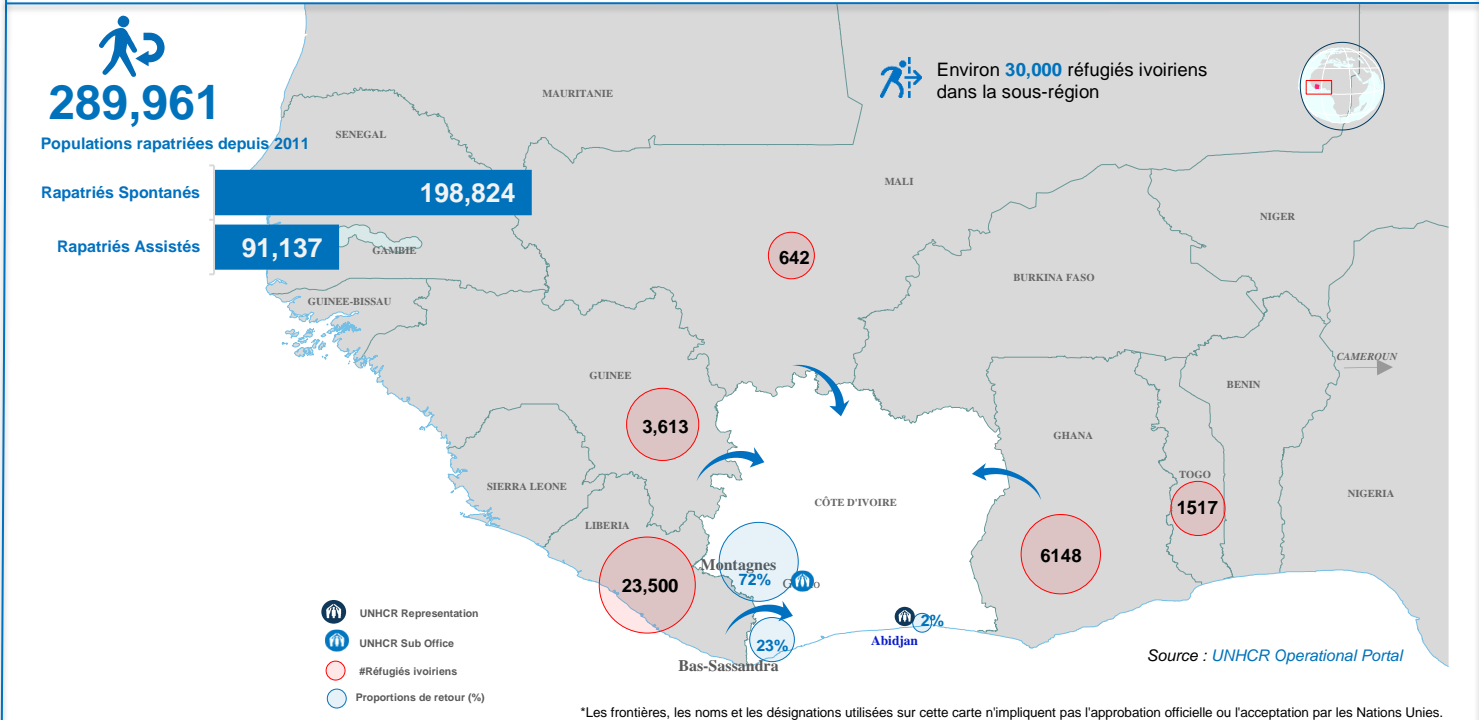 289,961
Populations rapatriées depuis 2011
Rapatriés Spontanés
198,824
Rapatriés Assistés
91,137
Environ 30,000 réfugiés ivoiriens
dans la sous-région
MAURITANIE
SENEGAL
MALI
NIGER
GAMBIE
642
BURKINA FASO
GUINEE-BISSAU
CAMEROUN
GUINEE
BENIN
3,613
GHANA
TOGO
SIERRA LEONE
CÔTE D'IVOIRE
1517
NIGERIA
LIBERIA
6148
Montagnes
72%
23,500
2%
Abidjan
23%
Bas-Sassandra
UNHCR Representation
UNHCR Sub Office
#Réfugiés ivoiriens
Proportions de retour (%)
Source : UNHCR Operational Portal
*Les frontières, les noms et les désignations utilisées sur cette carte n'impliquent pas l'approbation officielle ou l'acceptation par les Nations Unies.